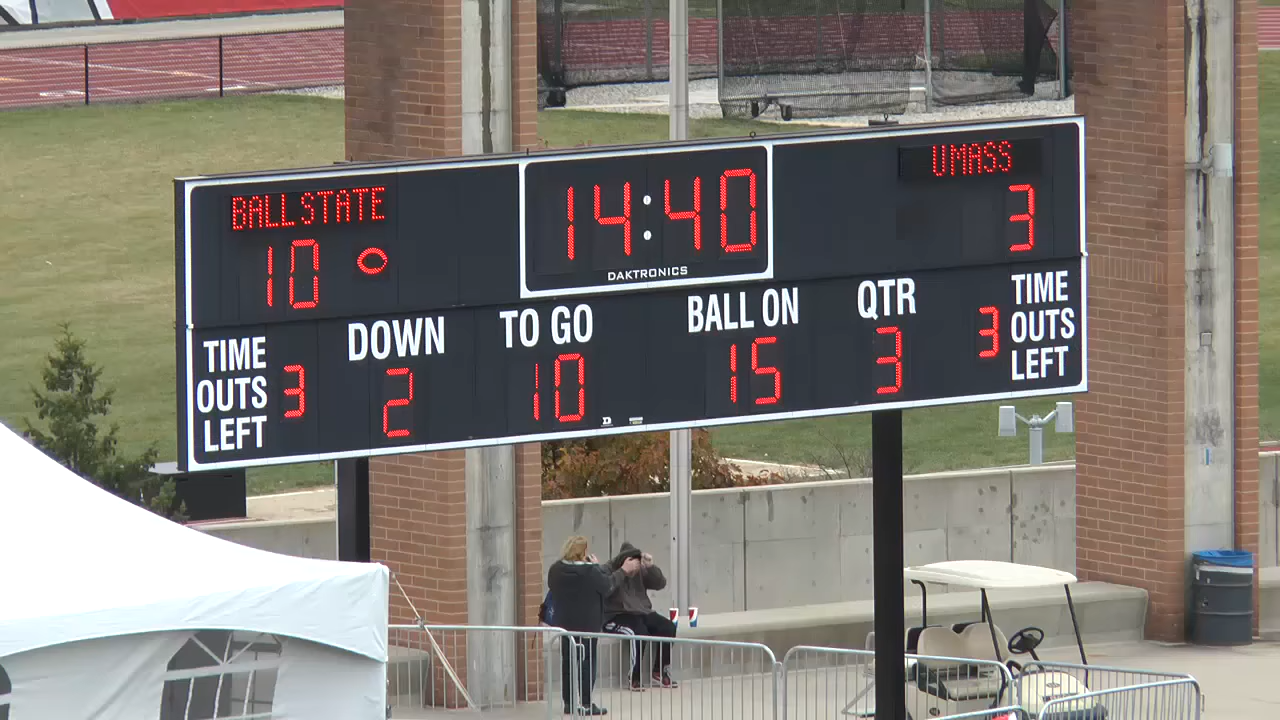 BALL STATE 14:40 UMASS
10 3
DAKTRONICS
TIME OUTS LEFT 3
DOWN 2
TO GO 10
BALL ON 15
QTR 3
3 TIME OUTS LEFT